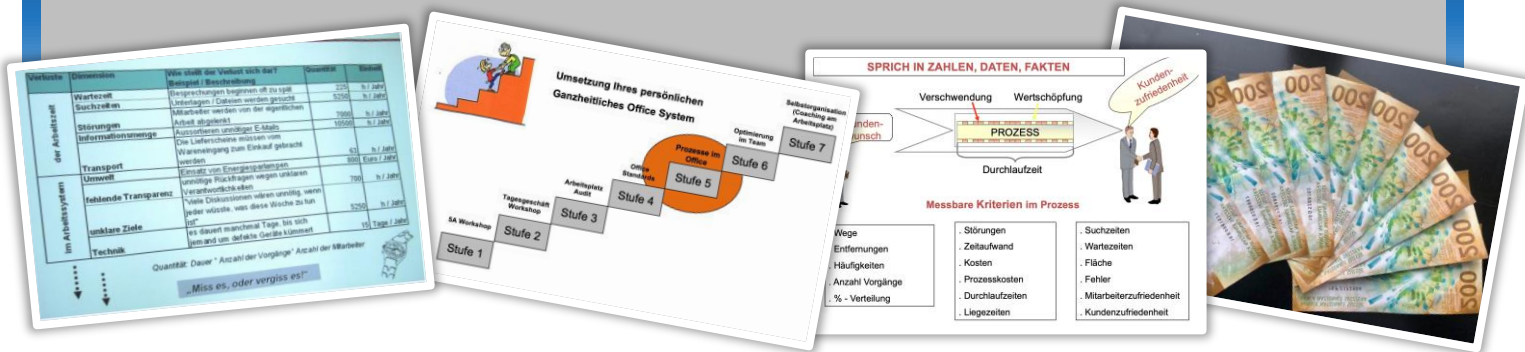 Verluste Dimension Wie stellt der Verlust sich dar? Quantität Einheit
Beispiel / Beschreibung
der Arbeitszeit
Wartezeit Besprechungen beginnen oft zu spät 225 h / Jahr
Suchzeiten Unterlagen / Dateien werden gesucht 5250 h / Jahr
Mitarbeiter werden von der eigentlichen
Störungen Arbeit abgelenkt 7000 h / Jahr
Informationsmenge Aussortieren unnötiger E-Mails 10500 h / Jahr
Die Lieferscheine müssen vom
Wareneingang zum Einkauf gebracht
Transport werden 63 h / Jahr
im Arbeitssystem
Umwelt Einsatz von Energiesparlampen 800 Euro / Jahr
unnötige Rückfragen wegen unklaren
fehlende Transparenz Verantwortlichkeiten 700 h / Jahr
"Viele Diskussionen wären unnötig, wenn
jeder wüsste, was diese Woche zu tun
unklare Ziele ist" 5250 h / Jahr
es dauert manchmal Tage, bis sich
Technik jemand um defekte Geräte kümmert 15 Tage / Jahr
Quantität: Dauer * Anzahl der Vorgänge* Anzahl der Mitarbeiter
„Miss es, oder vergiss es!"
Umsetzung Ihres persönlichen
Ganzheitliches Office System
5A Workshop
Stufe 1
Tagesgeschäft
Workshop
Stufe 2
Arbeitsplatz
Audit
Stufe 3
Office
Standards
Stufe 4
Prozesse im
Office
Stufe 5
Optimierung
im Team
Stufe 6
Selbstorganisation
(Coaching am
Arbeitsplatz)
Stufe 7
SPRICH IN ZAHLEN, DATEN, FAKTEN
Verschwendung Wertschöpfung
PROZESS
Durchlaufzeit
Kunden-
zufriedenheit
Messbare Kriterien im Prozess
Wege
Entfernungen
. Häufigkeiten
. Anzahl Vorgänge
. % - Verteilung
. Störungen
. Zeitaufwand
. Kosten
. Prozesskosten
. Durchlaufzeiten
. Liegezeiten
. Suchzeiten
. Wartezeiten
. Fläche
. Fehler
. Mitarbeiterzufriedenheit
. Kundenzufriedenheit
200
200
200
200
200
200
200
200
200